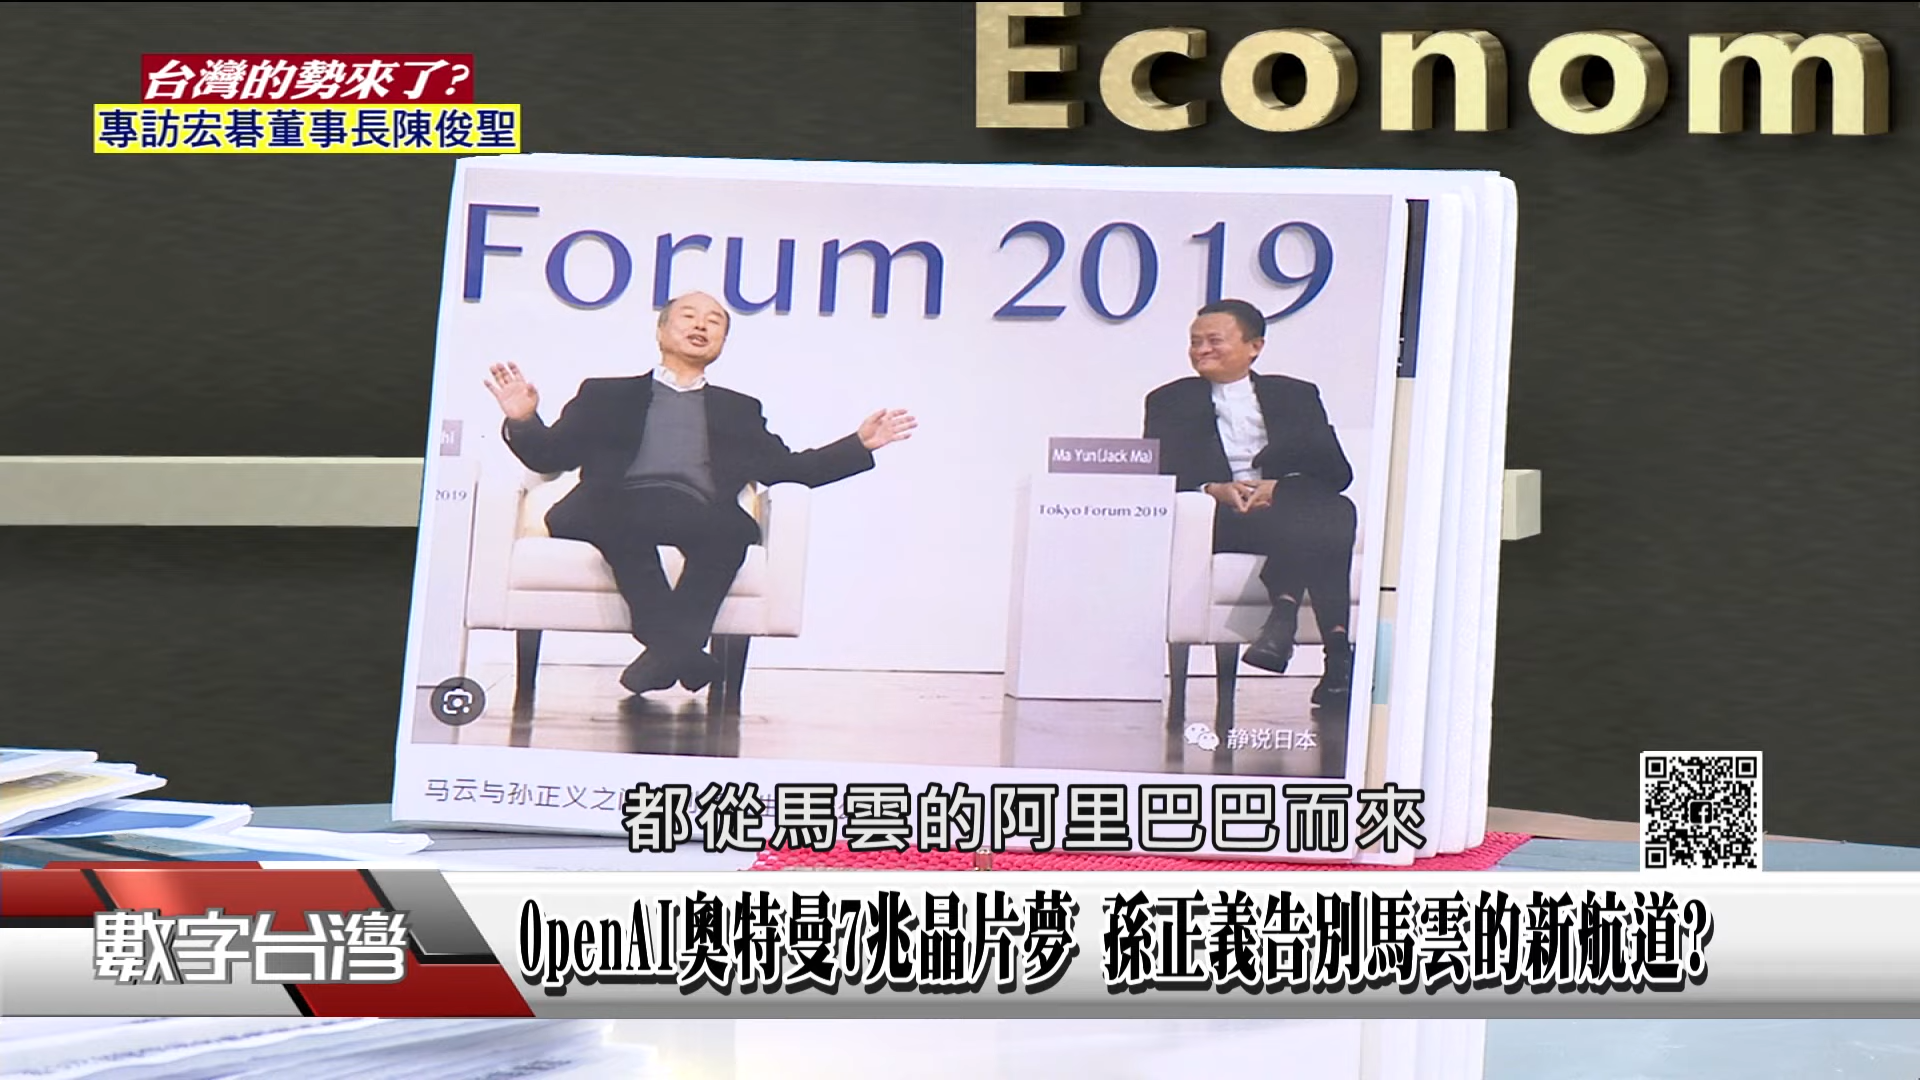 Econom
台灣的勢來了?
專訪宏碁董事長陳俊聖
Forum 2019
hi
Ma Yun(Jack Ma)
2019
Tokyo Forum 2019
静说日本
马云与孙正义之
都從馬雲的阿里巴巴而來
數字台灣
OpenAI奧特曼7兆晶片夢 孫正義告別馬雲的新航道?